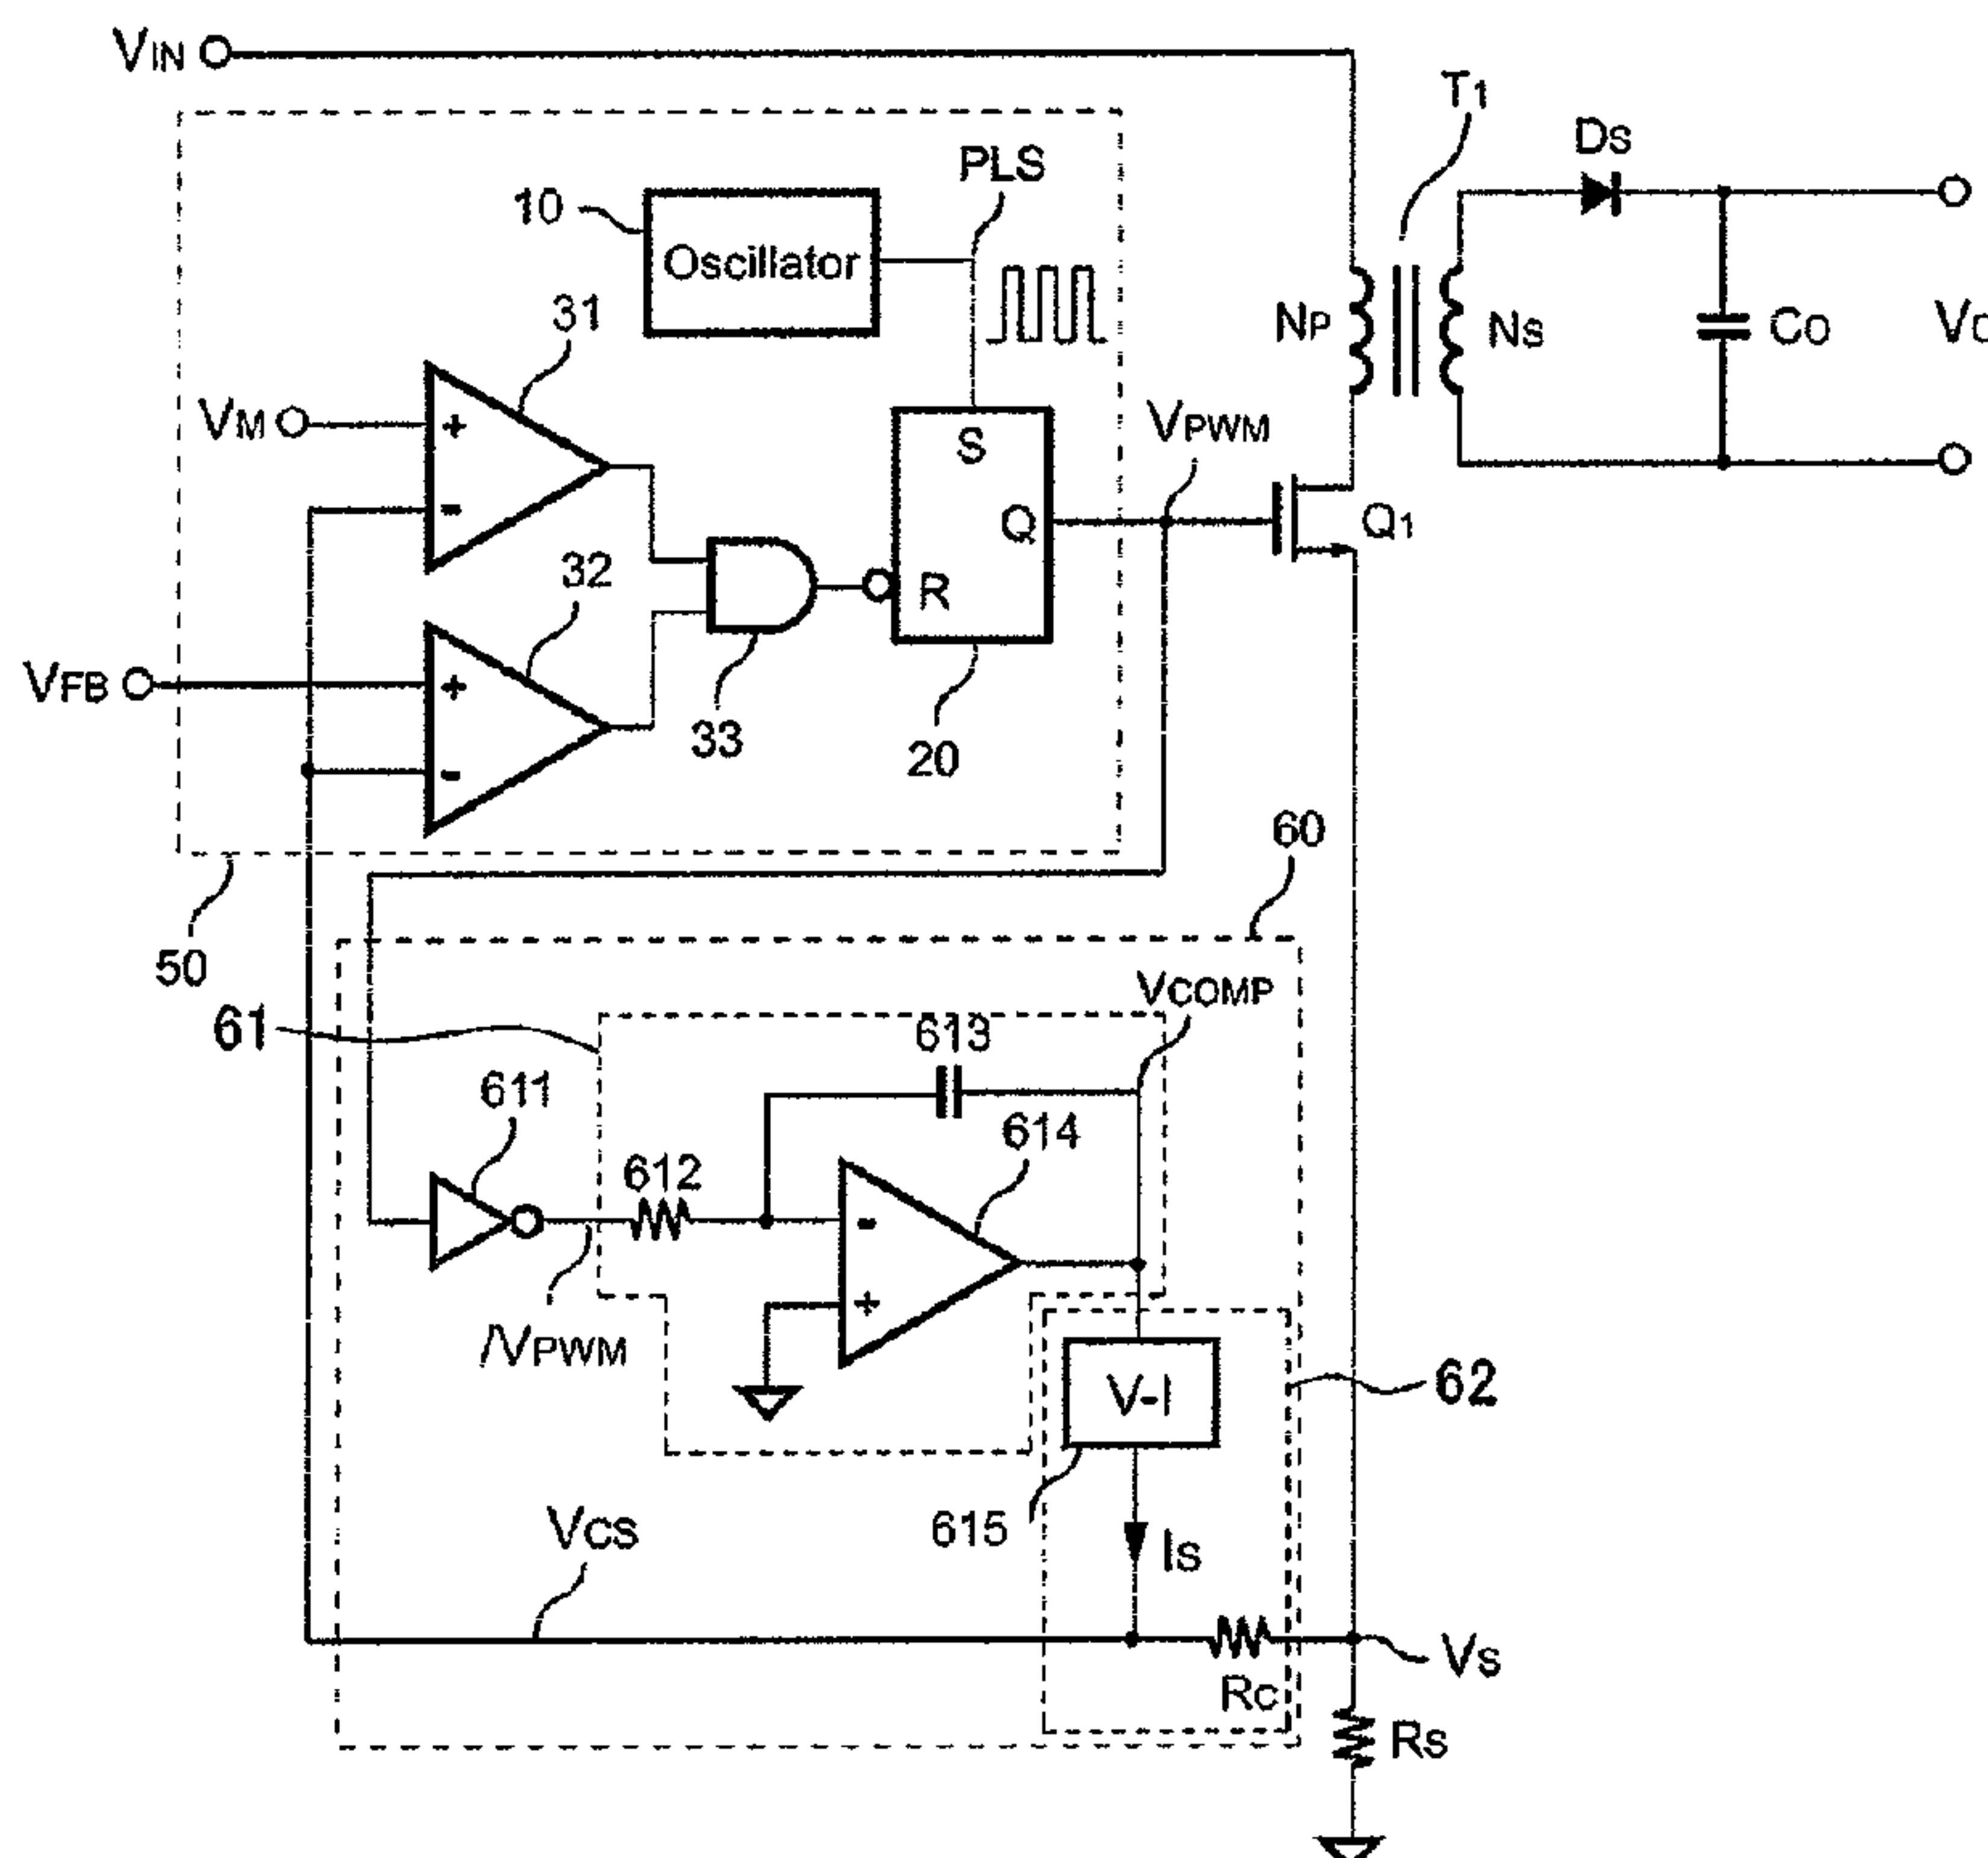 VIN
T1
DS
PLS
10
Oscillator
31
NP
NS
CO
VO
VM
+
-
S
Q
R
VPWM
Q1
32
VFB
+
-
33
20
60
50
VCOMP
61
613
611
614
612
-
+
/VPWM
V-I
62
615
VCS
IS
RC
VS
RS